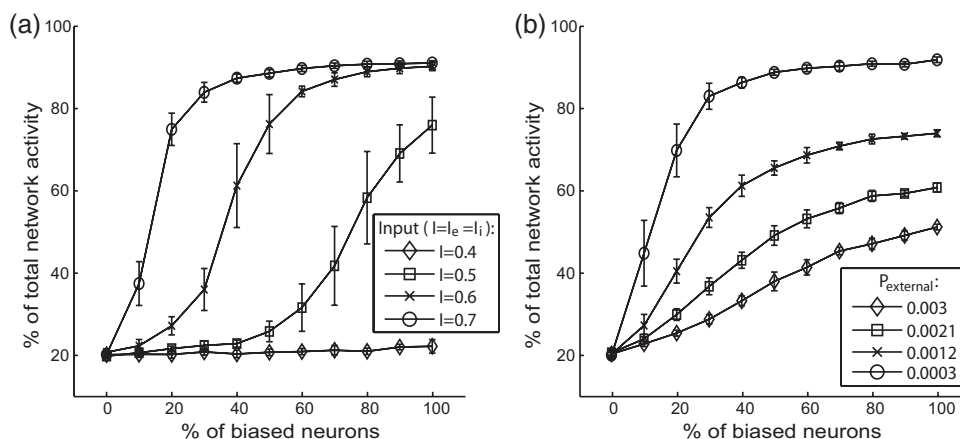 (a)
100
80
60
40
20
0 20 40 60 80 100
% of total network activity
% of biased neurons
Input (I=Ie=Ii):
I=0.4
I=0.5
I=0.6
I=0.7
(b)
100
80
60
40
20
0 20 40 60 80 100
% of total network activity
% of biased neurons
Pexternal:
0.003
0.0021
0.0012
0.0003